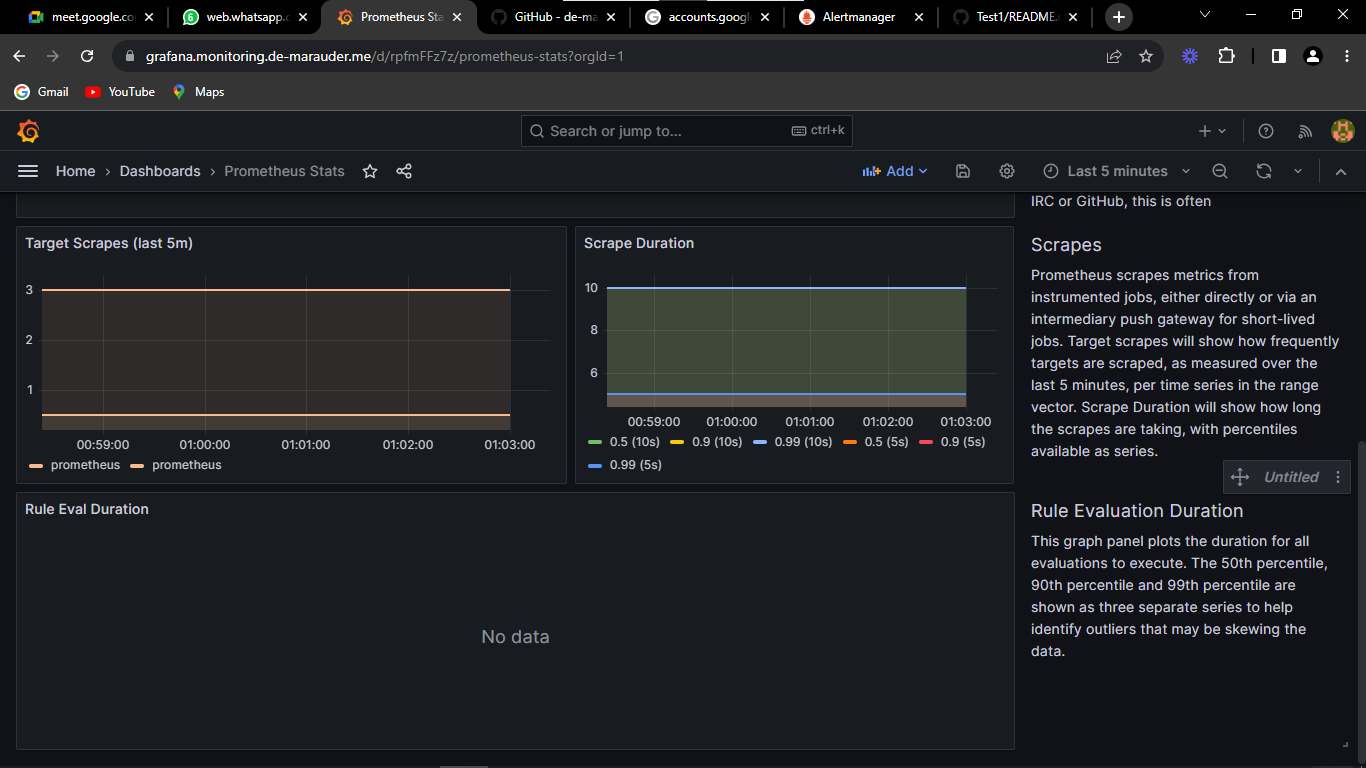 meet.google.co
web.whatsapp.c
Prometheus Sta
GitHub - de-ma
accounts.googl
Alertmanager
Test1/README.
grafana.monitoring.de-marauder.me/d/rpfmFFz7z/prometheus-stats?orgId=1
Gmail
YouTube
Maps
Search or jump to...
ctrl+k
Home › Dashboards › Prometheus Stats
Add
Last 5 minutes
IRC or GitHub, this is often
Target Scrapes (last 5m)
3
2
1
00:59:00 01:00:00 01:01:00 01:02:00 01:03:00
prometheus prometheus
Scrape Duration
10
8
6
00:59:00 01:00:00 01:01:00 01:02:00 01:03:00
0.5 (10s) 0.9 (10s) 0.99 (10s) 0.5 (5s) 0.9 (5s)
0.99 (5s)
Scrapes
Prometheus scrapes metrics from
instrumented jobs, either directly or via an
intermediary push gateway for short-lived
jobs. Target scrapes will show how frequently
targets are scraped, as measured over the
last 5 minutes, per time series in the range
vector. Scrape Duration will show how long
the scrapes are taking, with percentiles
available as series.
Untitled
Rule Eval Duration
No data
Rule Evaluation Duration
This graph panel plots the duration for all
evaluations to execute. The 50th percentile,
90th percentile and 99th percentile are
shown as three separate series to help
identify outliers that may be skewing the
data.